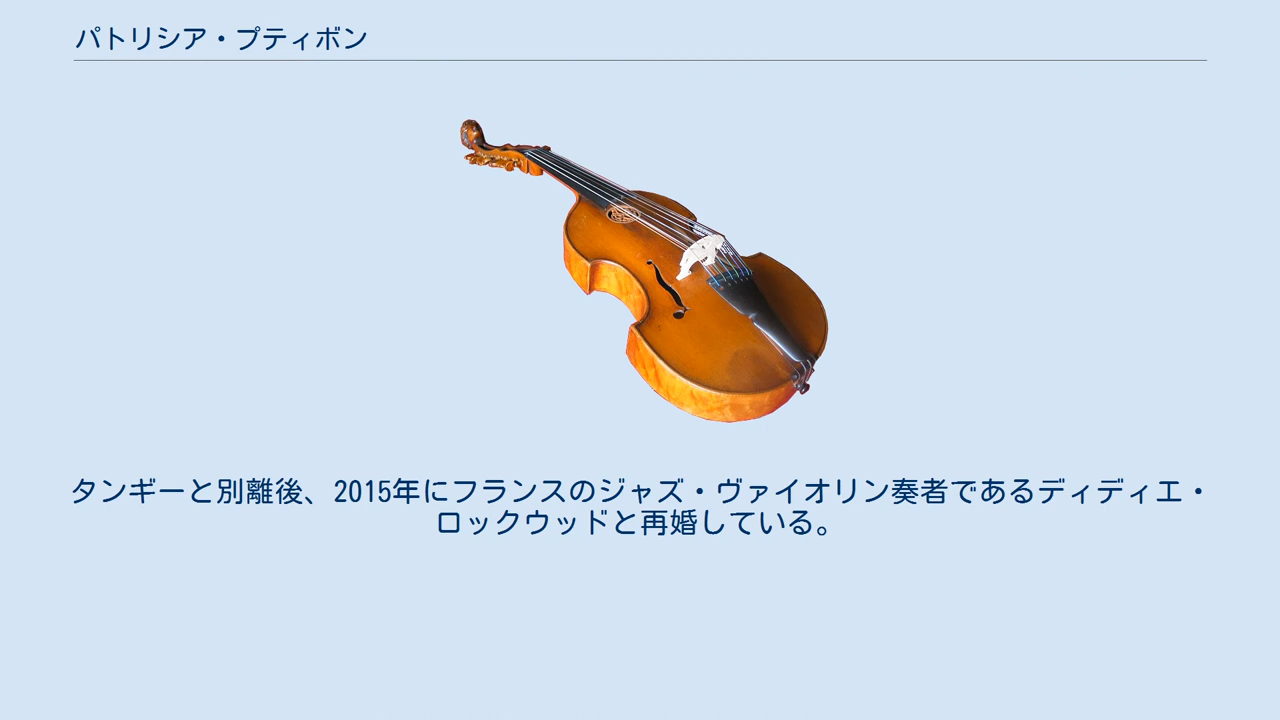 パトリシア・プティボン
タンギーと別離後、2015年にフランスのジャズ・ヴァイオリン奏者であるディディエ・
ロックウッドと再婚している。